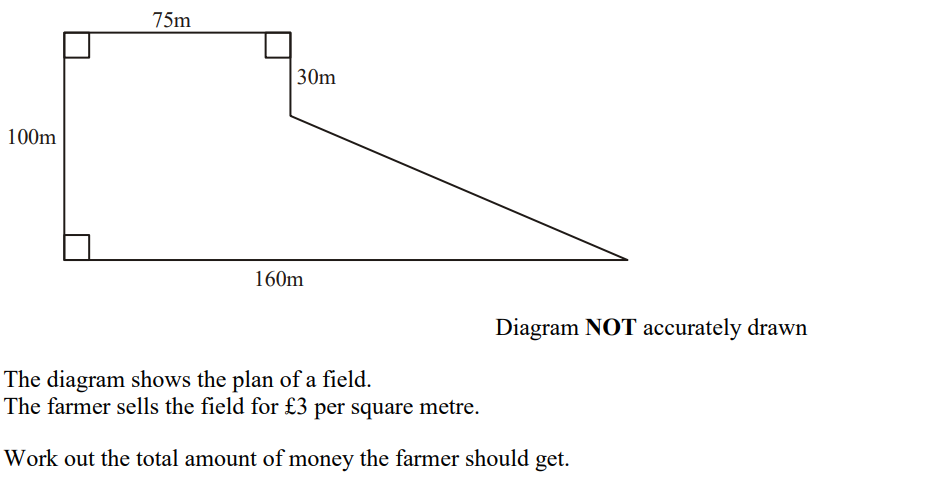 75m
30m
100m
160m
Diagram NOT accurately drawn
The diagram shows the plan of a field.
The farmer sells the field for £3 per square metre.
Work out the total amount of money the farmer should get.